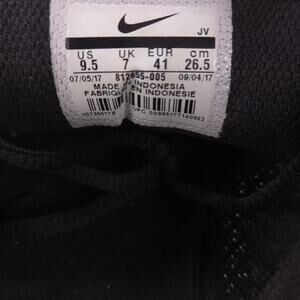 JV
US UK EUR cm
9.5 7 41 26.5
07/05/17 812655-005 09/04/17
MADE IN INDONESIA
FABRIQUÉ EN INDONESIE